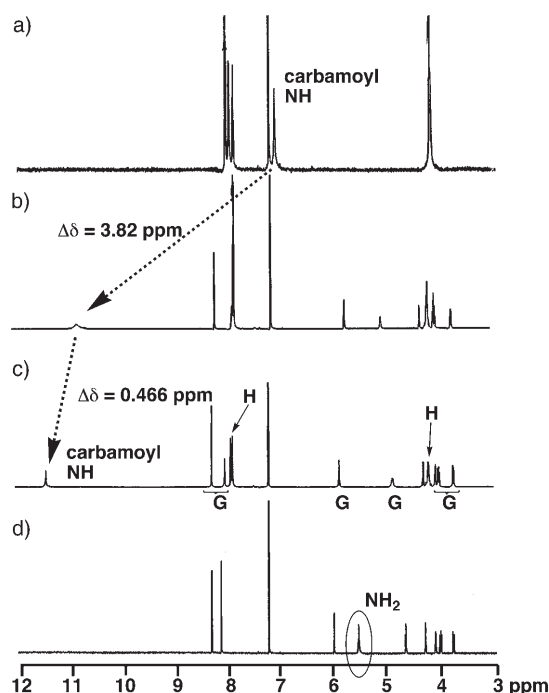 a)
carbamoyl
NH
b)
Δδ = 3.82 ppm
c)
Δδ = 0.466 ppm
H
H
carbamoyl
NH
G
G
G
G
d)
NH₂
12 11 10 9 8 7 6 5 4 3 ppm